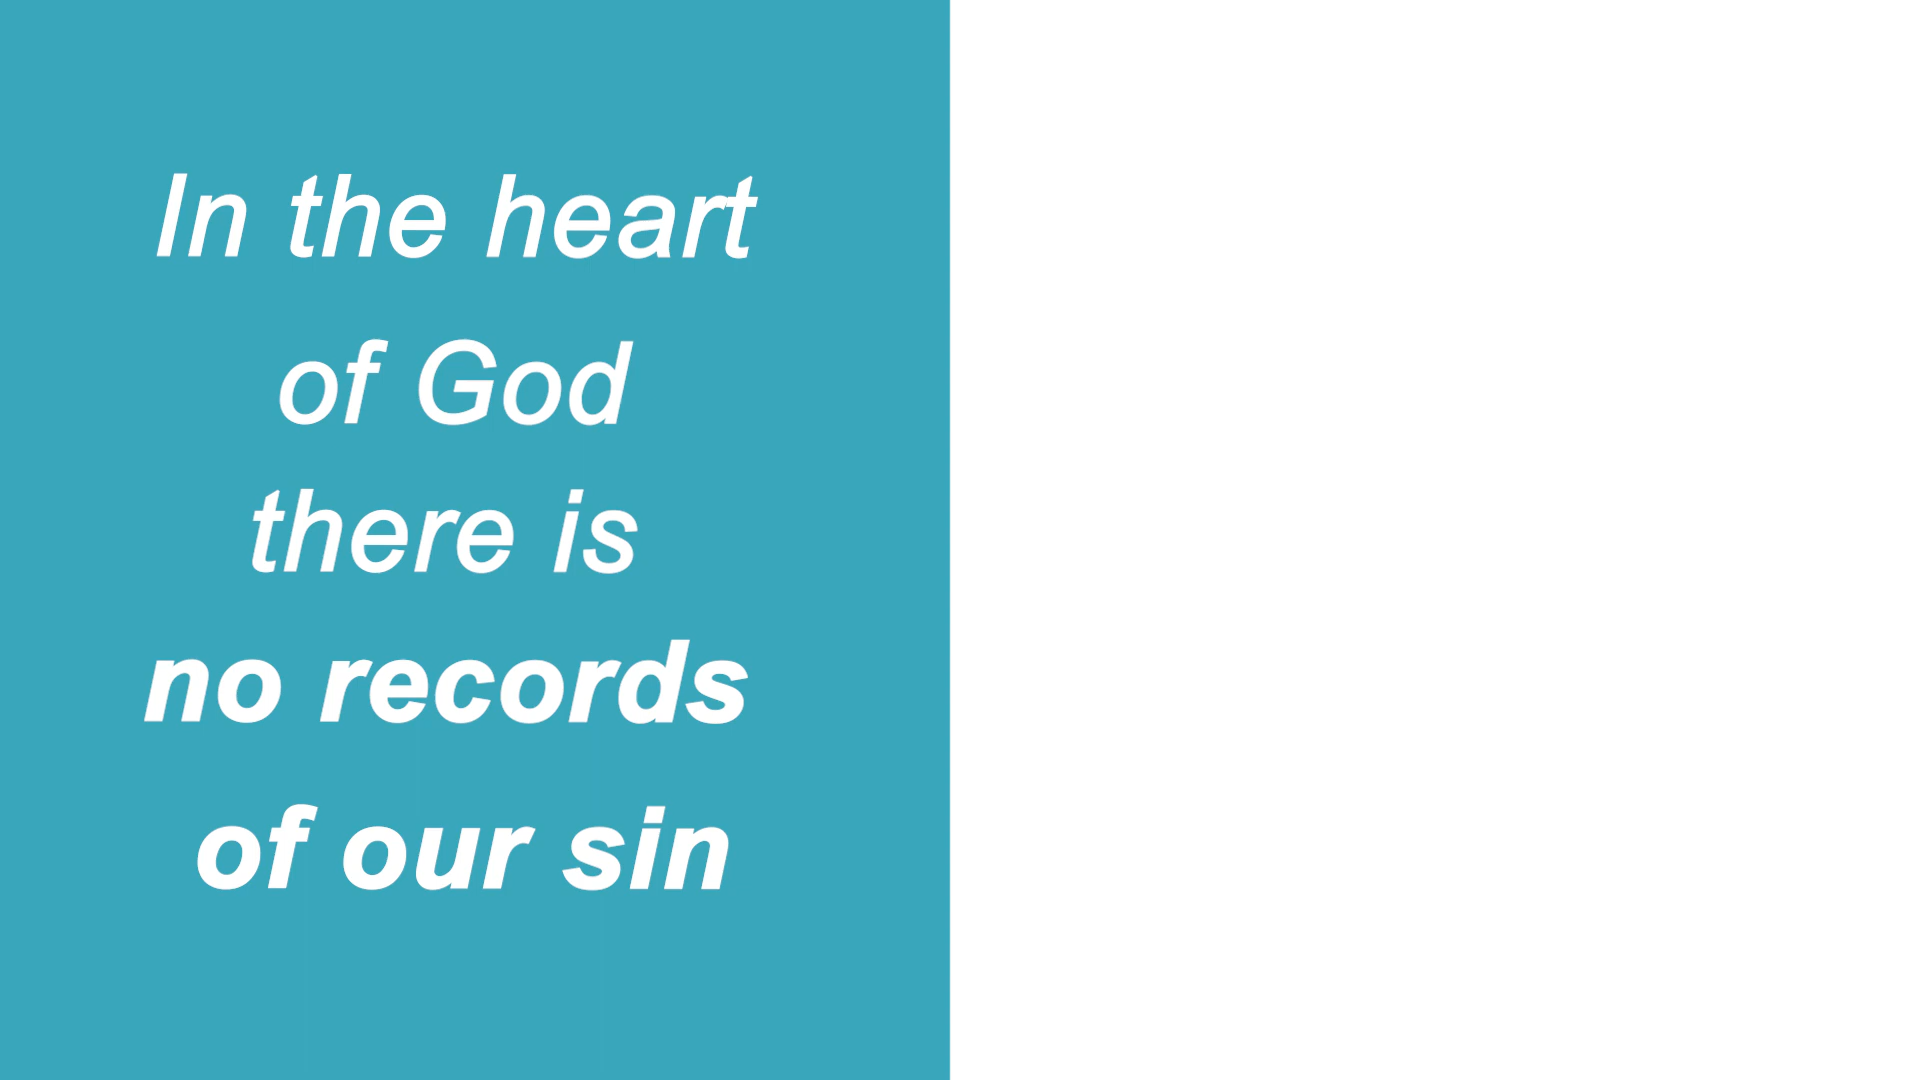 In the heart
of God
there is
no records
of our sin